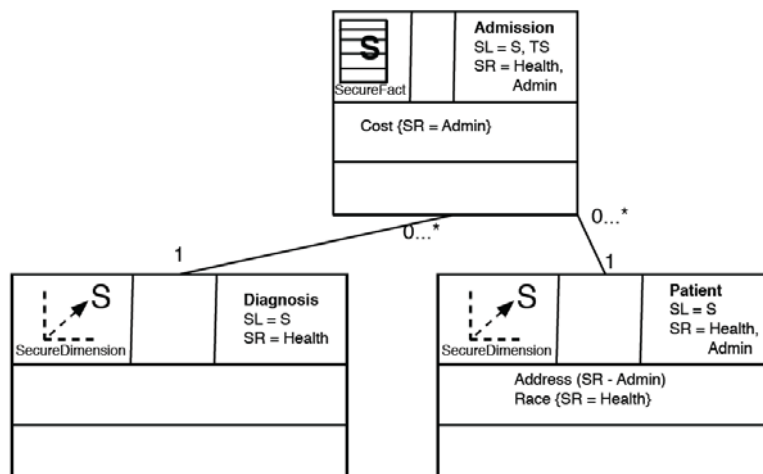 S
SecureFact
Admission
SL = S, TS
SR = Health,
Admin
Cost {SR = Admin}
0...*
0...*
1
1
S
SecureDimension
Diagnosis
SL = S
SR = Health
S
SecureDimension
Patient
SL = S
SR = Health,
Admin
Address (SR - Admin)
Race {SR = Health}